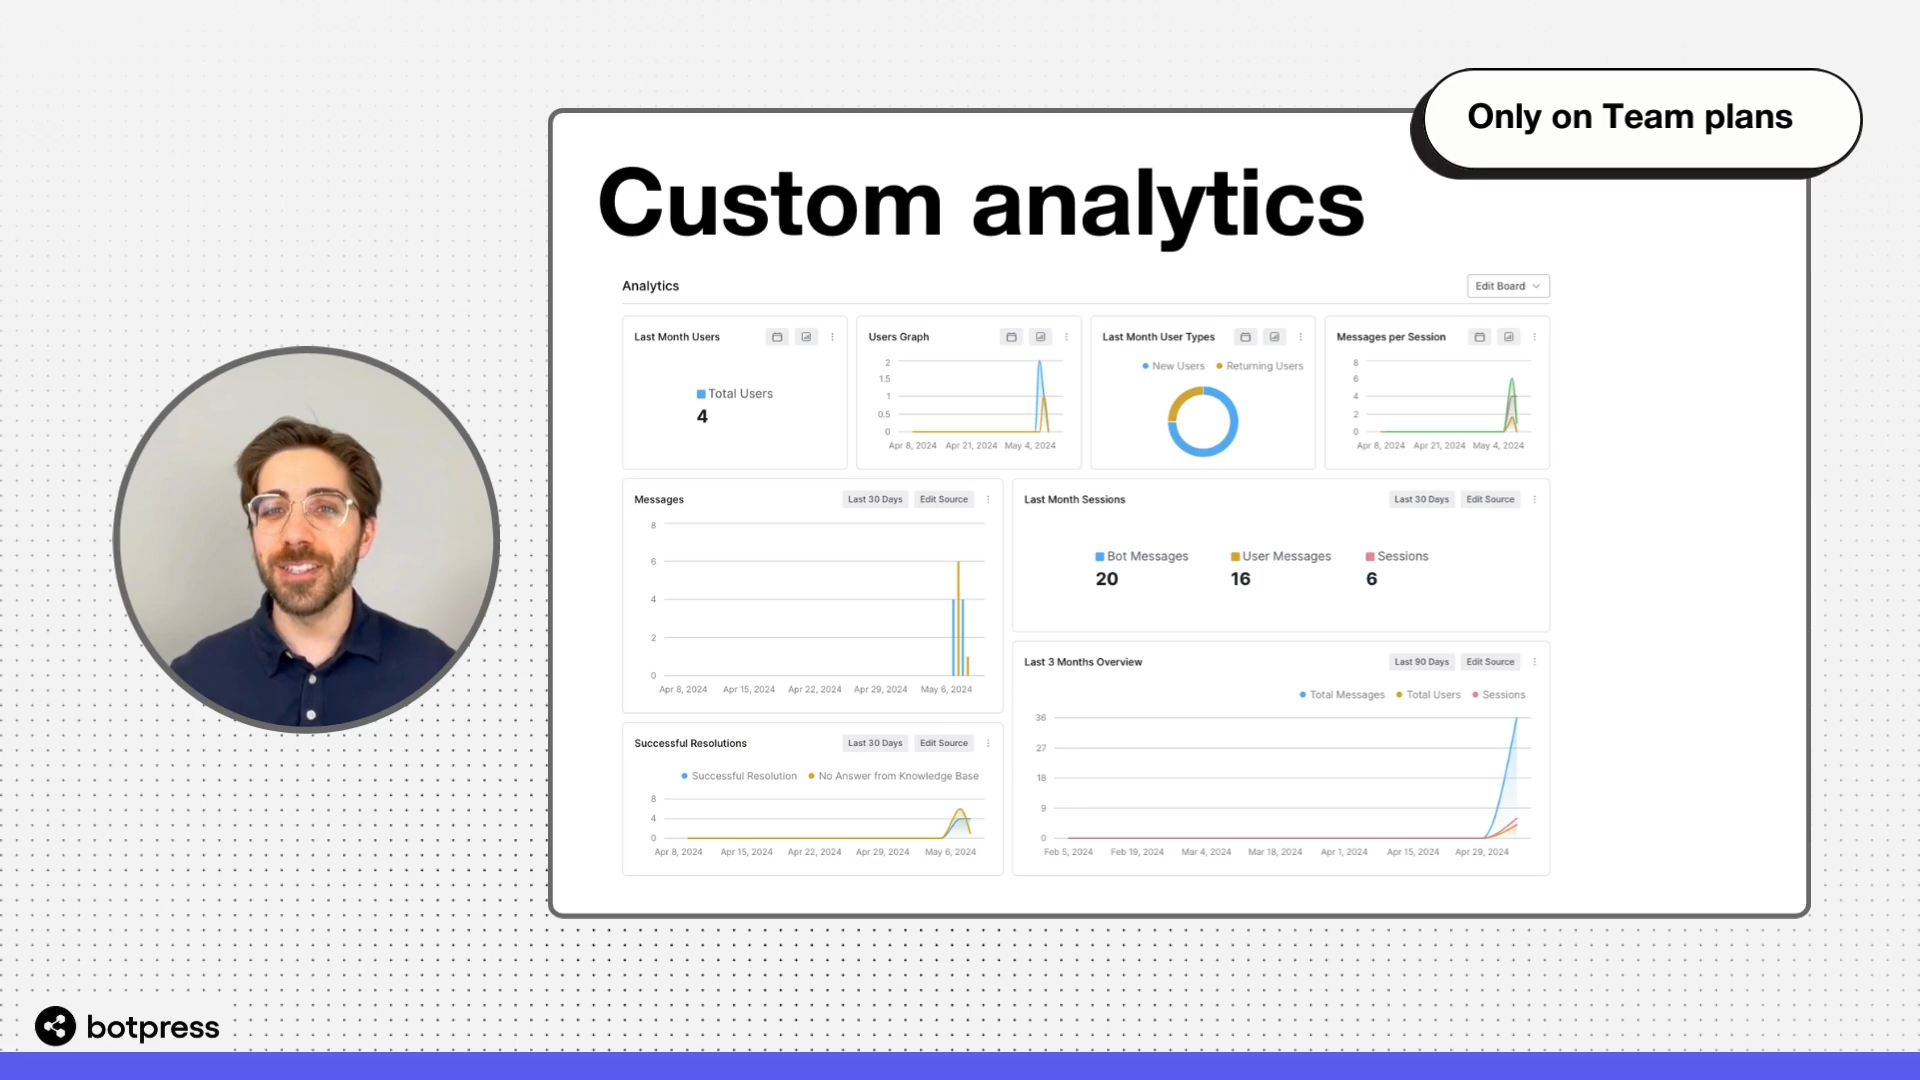 Only on Team plans
Custom analytics
Analytics
Edit Board
Last Month Users
Total Users
4
Users Graph
2
1.5
1
0.5
0
Apr 8, 2024 Apr 21, 2024 May 4, 2024
Last Month User Types
New Users Returning Users
Messages per Session
8
6
4
2
0
Apr 8, 2024 Apr 21, 2024 May 4, 2024
Messages
Last 30 Days Edit Source
8
6
4
2
0
Apr 8, 2024 Apr 15, 2024 Apr 22, 2024 Apr 29, 2024 May 6, 2024
Last Month Sessions
Last 30 Days Edit Source
Bot Messages User Messages Sessions
20 16 6
Successful Resolutions
Last 30 Days Edit Source
Successful Resolution No Answer from Knowledge Base
8
4
0
Apr 8, 2024 Apr 15, 2024 Apr 22, 2024 Apr 29, 2024 May 6, 2024
Last 3 Months Overview
Last 90 Days Edit Source
Total Messages Total Users Sessions
36
27
18
9
0
Feb 5, 2024 Feb 19, 2024 Mar 4, 2024 Mar 18, 2024 Apr 1, 2024 Apr 15, 2024 Apr 29, 2024
botpress